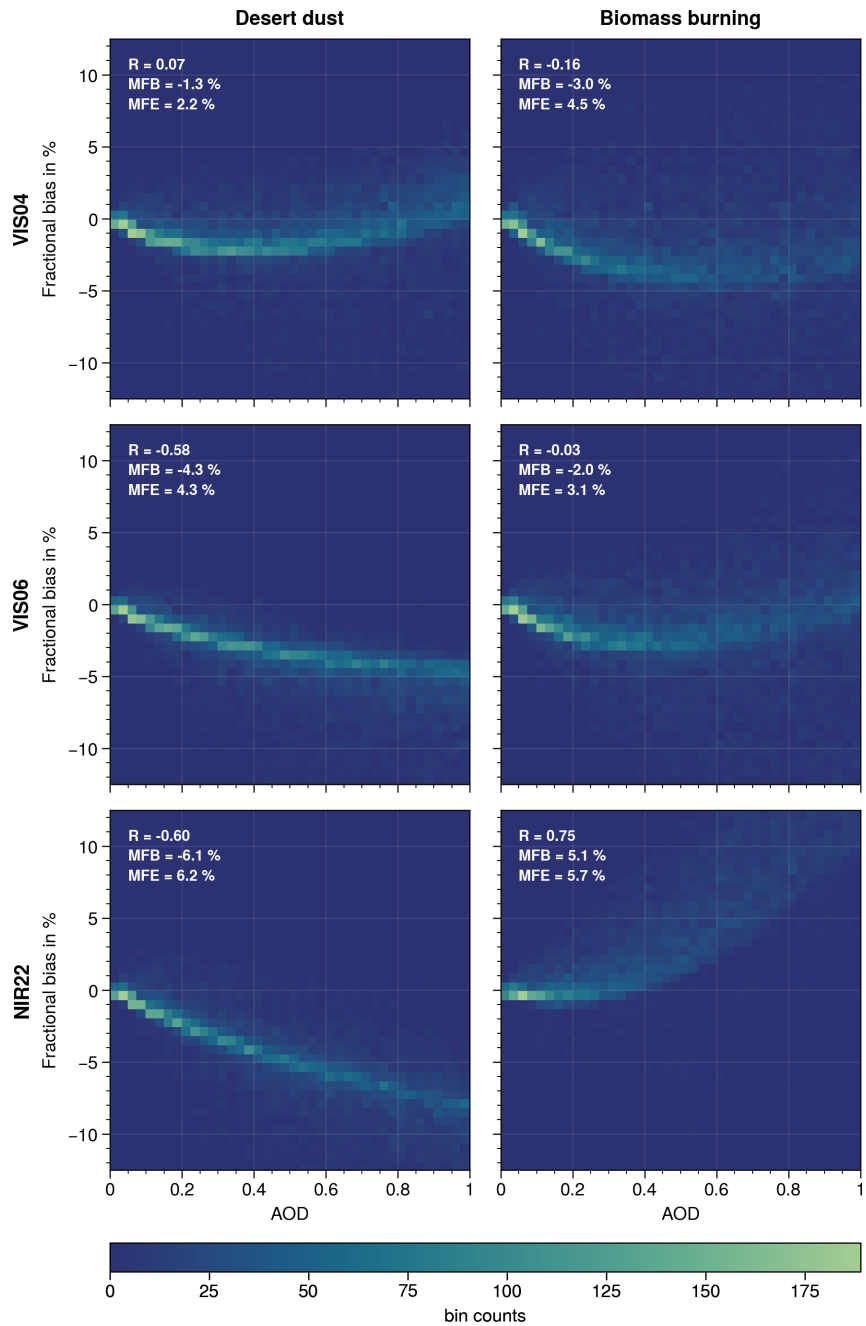 Desert dust
Biomass burning
R = 0.07
MFB = -1.3 %
MFE = 2.2 %
R = -0.16
MFB = -3.0 %
MFE = 4.5 %
10
5
0
−5
−10
Fractional bias in %
VIS04
R = -0.58
MFB = -4.3 %
MFE = 4.3 %
R = -0.03
MFB = -2.0 %
MFE = 3.1 %
10
5
0
−5
−10
Fractional bias in %
VIS06
R = -0.60
MFB = -6.1 %
MFE = 6.2 %
R = 0.75
MFB = 5.1 %
MFE = 5.7 %
10
5
0
−5
−10
Fractional bias in %
NIR22
0 0.2 0.4 0.6 0.8 1
0 0.2 0.4 0.6 0.8 1
AOD
AOD
0 25 50 75 100 125 150 175
bin counts